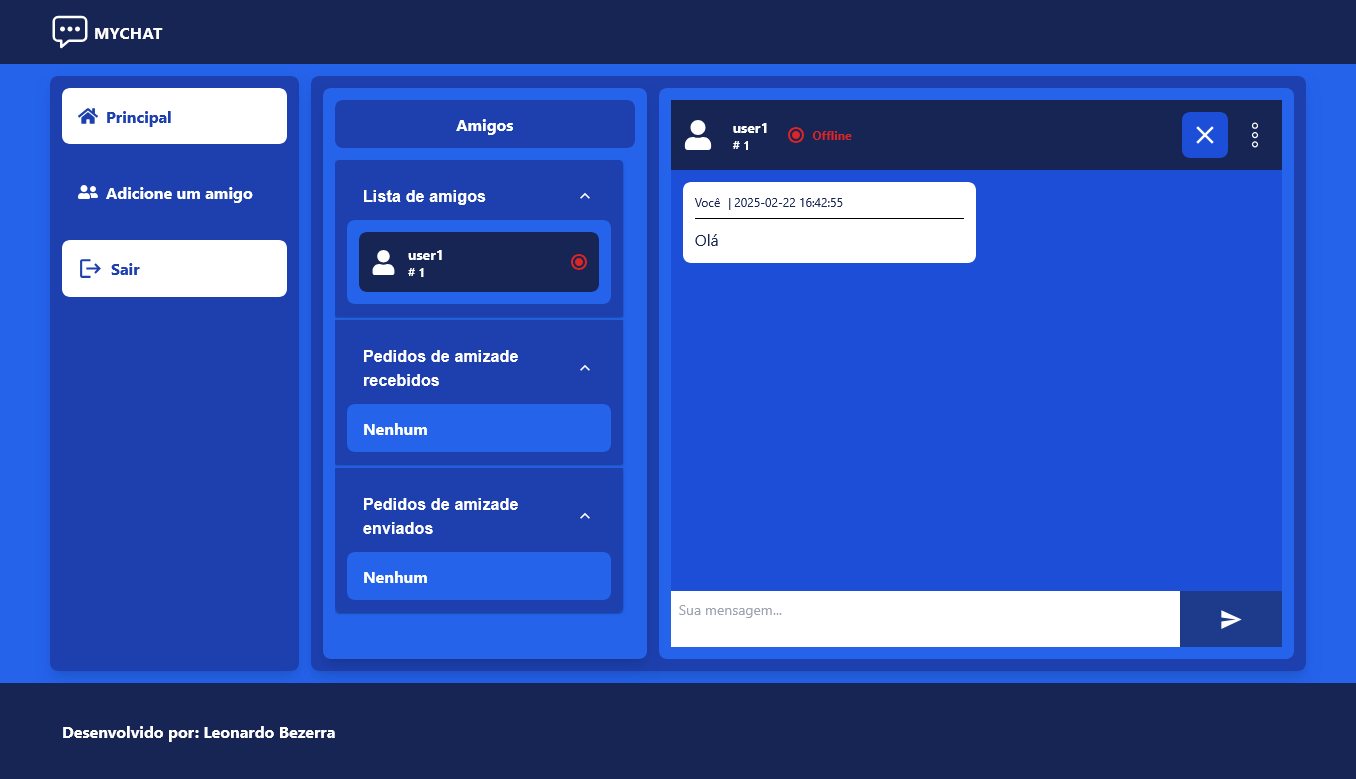 MYCHAT
Principal
Adicione um amigo
Sair
Amigos
Lista de amigos
user1
# 1
Pedidos de amizade
recebidos
Nenhum
Pedidos de amizade
enviados
Nenhum
user1
# 1
Offline
Você | 2025-02-22 16:42:55
Olá
Sua mensagem...
Desenvolvido por: Leonardo Bezerra